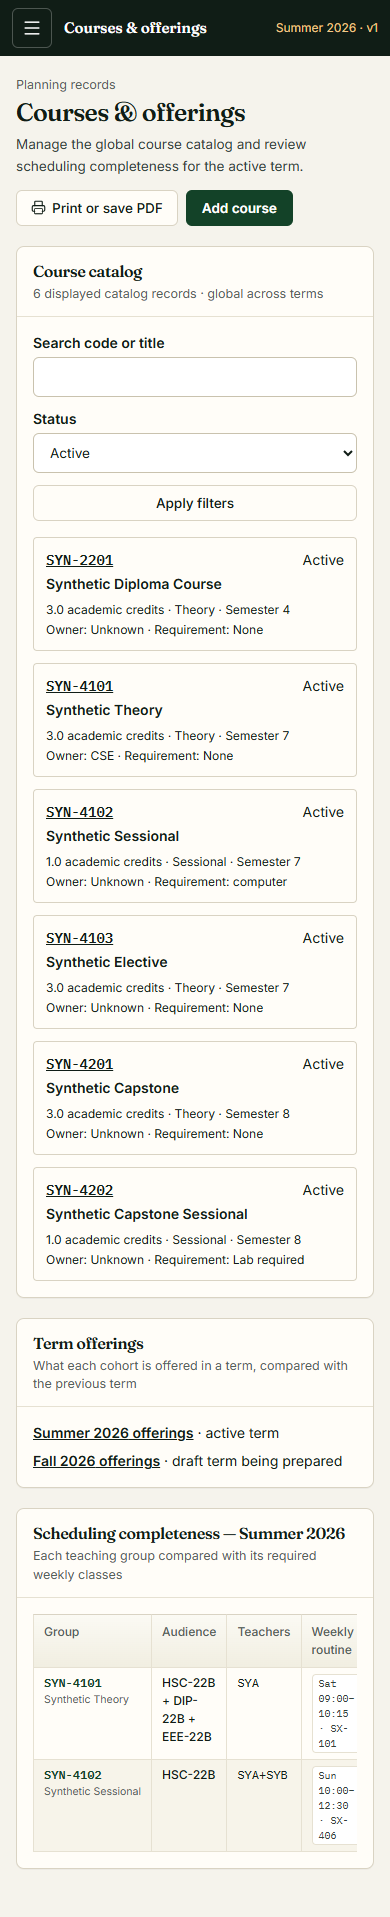 Courses & offerings
Summer 2026 · v1
Planning records
Courses & offerings
Manage the global course catalog and review
scheduling completeness for the active term.
Print or save PDF
Add course
Course catalog
6 displayed catalog records · global across terms
Search code or title
Status
Active
Apply filters
SYN-2201 Active
Synthetic Diploma Course
3.0 academic credits · Theory · Semester 4
Owner: Unknown · Requirement: None
SYN-4101 Active
Synthetic Theory
3.0 academic credits · Theory · Semester 7
Owner: CSE · Requirement: None
SYN-4102 Active
Synthetic Sessional
1.0 academic credits · Sessional · Semester 7
Owner: Unknown · Requirement: computer
SYN-4103 Active
Synthetic Elective
3.0 academic credits · Theory · Semester 7
Owner: Unknown · Requirement: None
SYN-4201 Active
Synthetic Capstone
3.0 academic credits · Theory · Semester 8
Owner: Unknown · Requirement: None
SYN-4202 Active
Synthetic Capstone Sessional
1.0 academic credits · Sessional · Semester 8
Owner: Unknown · Requirement: Lab required
Term offerings
What each cohort is offered in a term, compared with
the previous term
Summer 2026 offerings · active term
Fall 2026 offerings · draft term being prepared
Scheduling completeness — Summer 2026
Each teaching group compared with its required
weekly classes
Group
Audience
Teachers
Weekly
routine
SYN-4101
Synthetic Theory
HSC-22B
+ DIP-
22B +
EEE-22B
SYA
Sat
09:00–
10:15
· SX-
101
SYN-4102
Synthetic Sessional
HSC-22B
SYA+SYB
Sun
10:00–
12:30
· SX-
406